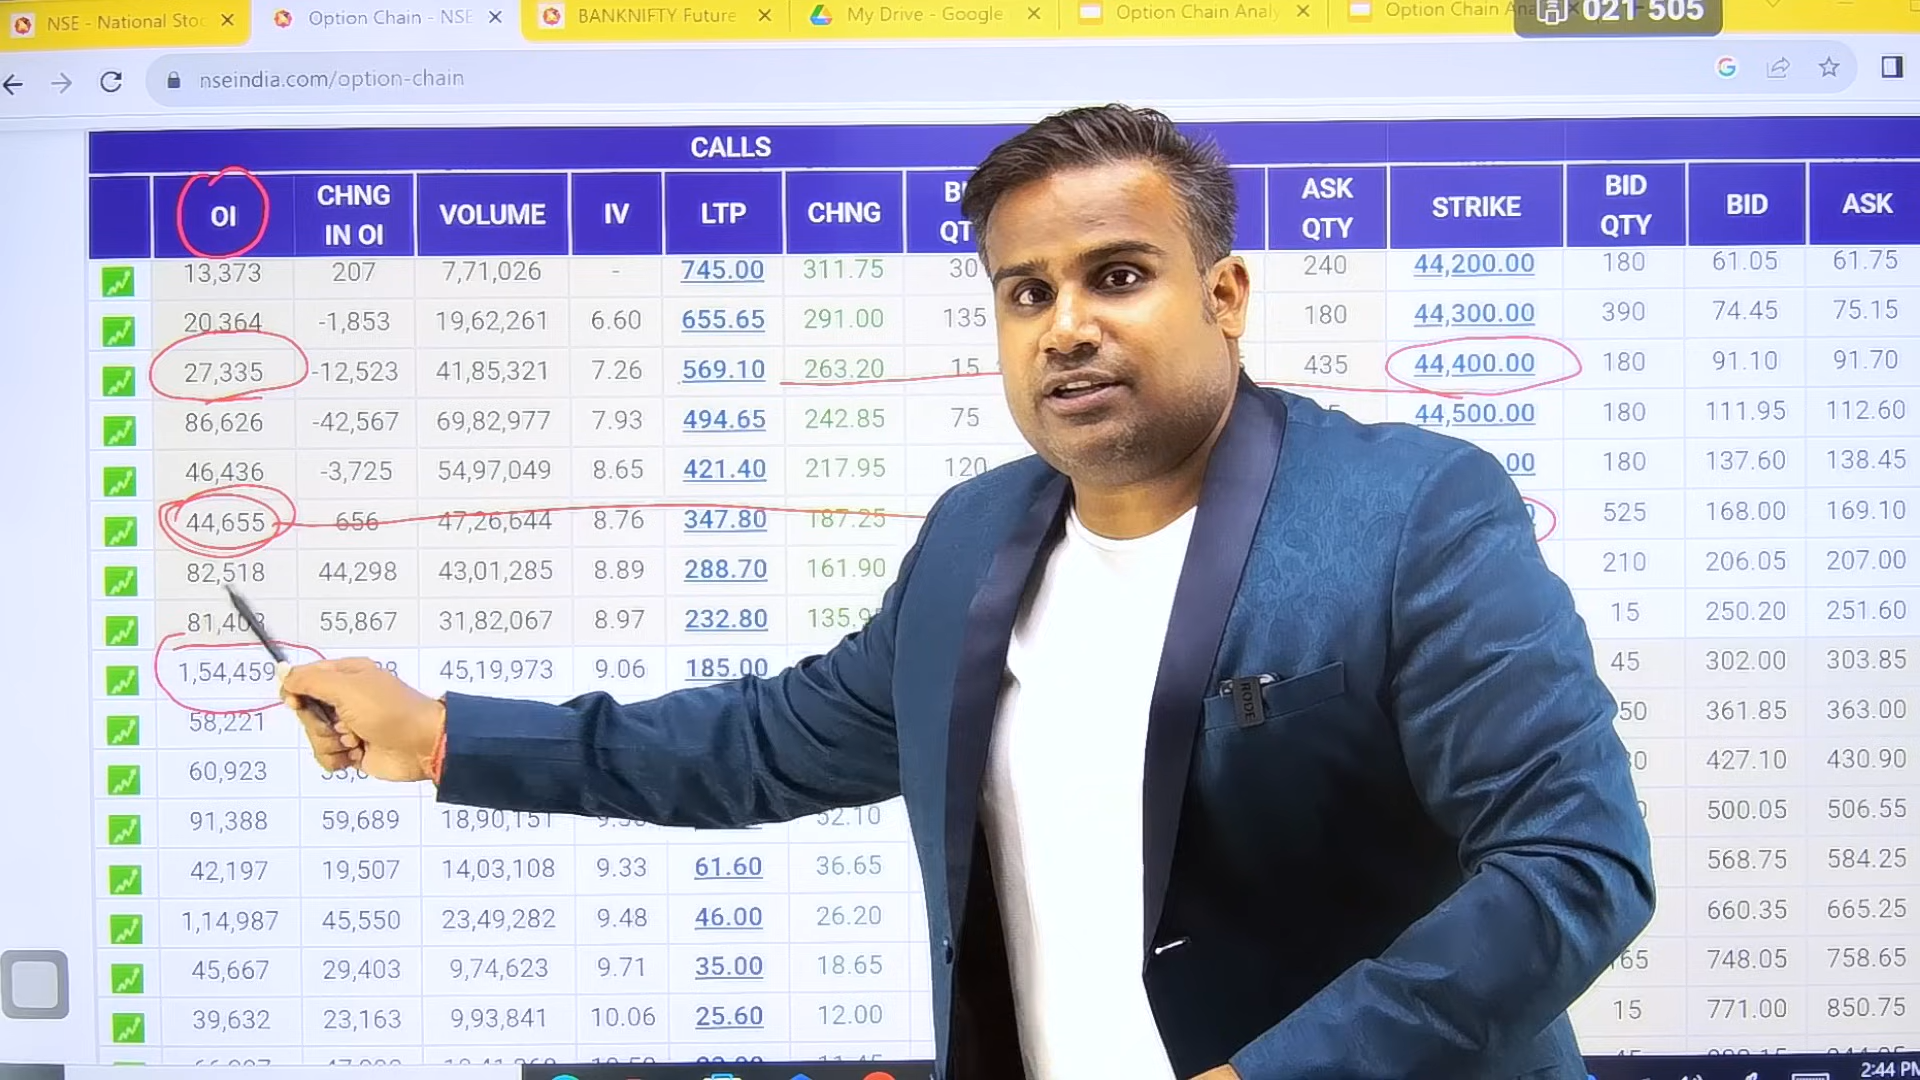 NSE - National Stoc
Option Chain - NSE
BANKNIFTY Future
My Drive - Google
Option Chain Analy
Option Chain Ana
021 505
nseindia.com/option-chain
CALLS
OI CHNG IN OI VOLUME IV LTP CHNG ASK QTY STRIKE BID QTY BID ASK
13,373 207 7,71,026 - 745.00 311.75 30 240 44,200.00 180 61.05 61.75
20,364 -1,853 19,62,261 6.60 655.65 291.00 135 180 44,300.00 390 74.45 75.15
27,335 -12,523 41,85,321 7.26 569.10 263.20 15 435 44,400.00 180 91.10 91.70
86,626 -42,567 69,82,977 7.93 494.65 242.85 75 44,500.00 180 111.95 112.60
46,436 -3,725 54,97,049 8.65 421.40 217.95 120 180 137.60 138.45
44,655 656 47,26,644 8.76 347.80 187.25 525 168.00 169.10
82,518 44,298 43,01,285 8.89 288.70 161.90 210 206.05 207.00
55,867 31,82,067 8.97 232.80 15 250.20 251.60
1,54,459 45,19,973 9.06 185.00 45 302.00 303.85
58,221 361.85 363.00
60,923 427.10 430.90
91,388 59,689 18,90,151 500.05 506.55
42,197 19,507 14,03,108 9.33 61.60 36.65 568.75 584.25
1,14,987 45,550 23,49,282 9.48 46.00 26.20 660.35 665.25
45,667 29,403 9,74,623 9.71 35.00 18.65 748.05 758.65
39,632 23,163 9,93,841 10.06 25.60 12.00 15 771.00 850.75
RODE
2:44 PM